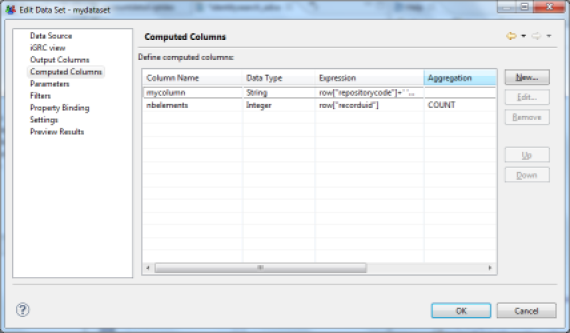 Edit Data Set - mydataset
Data Source
iGRC view
Output Columns
Computed Columns
Parameters
Filters
Property Binding
Settings
Preview Results
Computed Columns
Define computed columns:
Column Name Data Type Expression Aggregation
mycolumn String row["repositorycode"]+" "...
nbelements Integer row["recorduid"] COUNT
New...
Edit...
Remove
Up
Down
OK
Cancel